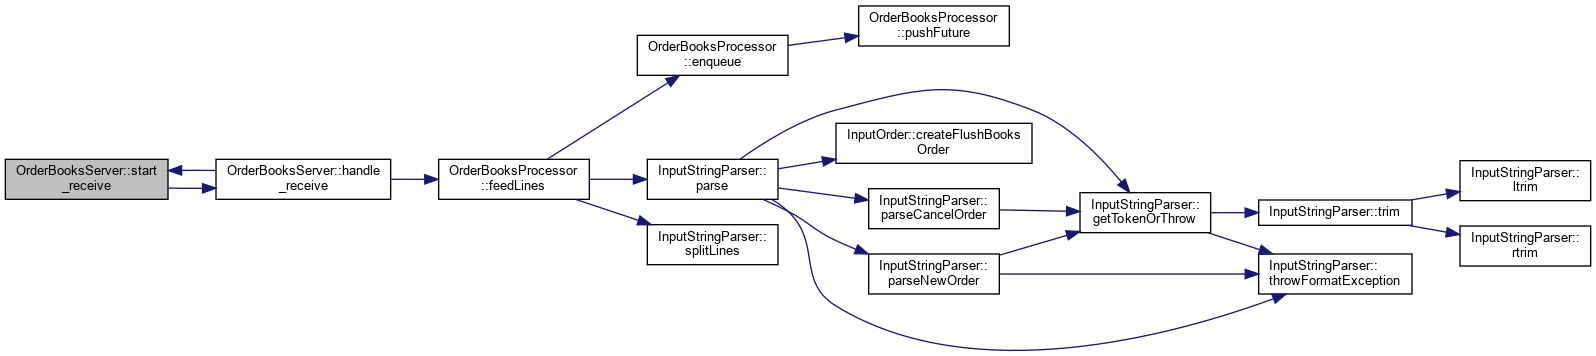 OrderBooksServer::start
_receive
OrderBooksServer::handle
_receive
OrderBooksProcessor
::feedLines
OrderBooksProcessor
::enqueue
OrderBooksProcessor
::pushFuture
InputStringParser::
parse
InputStringParser::
splitLines
InputOrder::createFlushBooks
Order
InputStringParser::
parseCancelOrder
InputStringParser::
parseNewOrder
InputStringParser::
getTokenOrThrow
InputStringParser::trim
InputStringParser::
throwFormatException
InputStringParser::
ltrim
InputStringParser::
rtrim